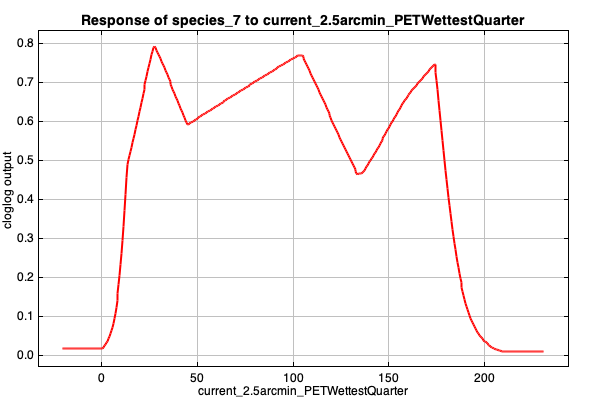 Response of species_7 to current_2.5arcmin_PETWettestQuarter
cloglog output
0.8
0.7
0.6
0.5
0.4
0.3
0.2
0.1
0.0
0 50 100 150 200
current_2.5arcmin_PETWettestQuarter